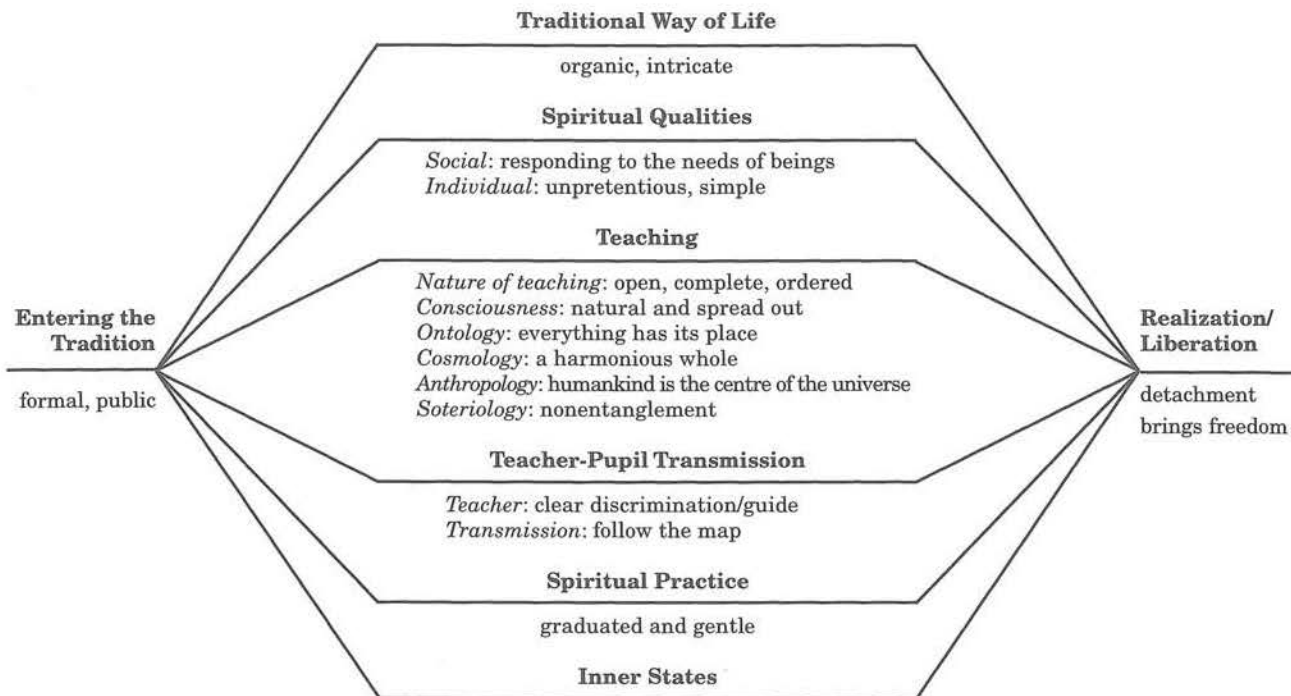 Traditional Way of Life
organic, intricate
Spiritual Qualities
Social: responding to the needs of beings
Individual: unpretentious, simple
Teaching
Nature of teaching: open, complete, ordered
Consciousness: natural and spread out
Ontology: everything has its place
Cosmology: a harmonious whole
Anthropology: humankind is the centre of the universe
Soteriology: nonentanglement
Entering the
Tradition
formal, public
Realization/
Liberation
detachment
brings freedom
Teacher-Pupil Transmission
Teacher: clear discrimination/guide
Transmission: follow the map
Spiritual Practice
graduated and gentle
Inner States